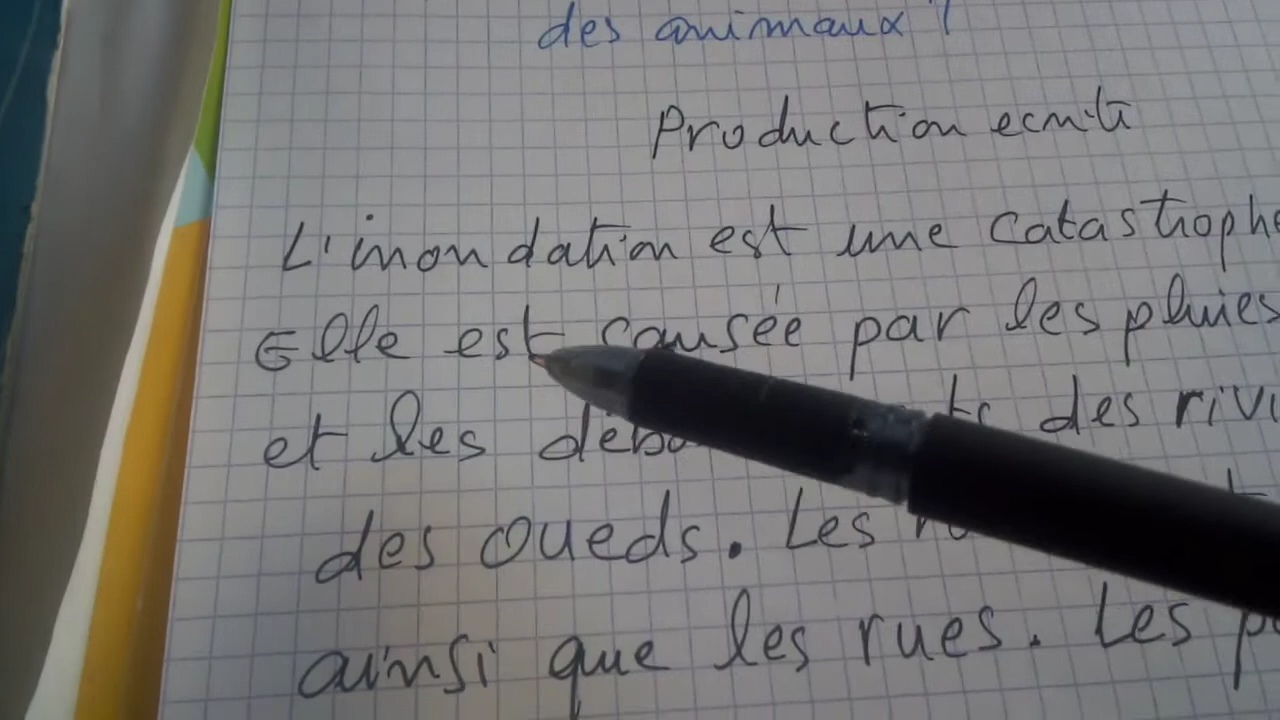 des animaux
Production ecrite
L'inondation est une catastrophe
Elle est causée par les pluies
et les des
des oueds. Les
ainsi que les rues. Les